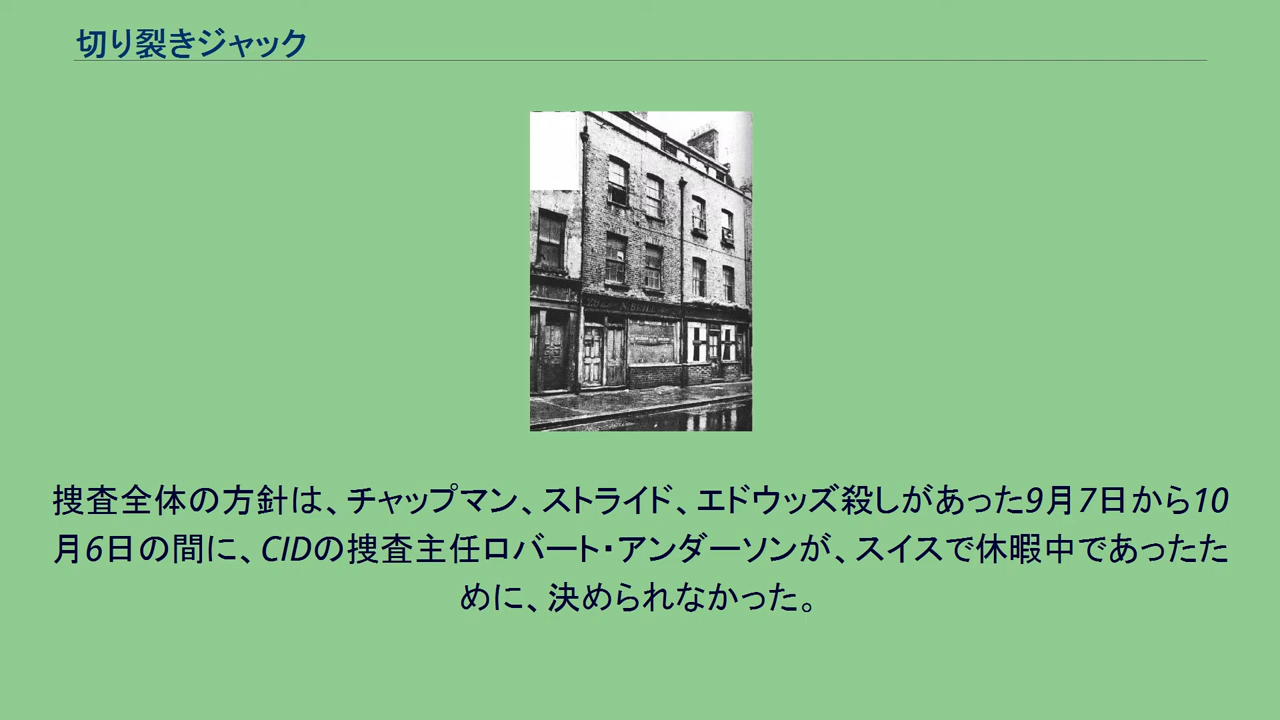 切り裂きジャック
捜査全体の方針は、チャップマン、ストライド、エドウッズ殺しがあった9月7日から10
月6日の間に、CIDの捜査主任ロバート・アンダーソンが、スイスで休暇中であったた
めに、決められなかった。